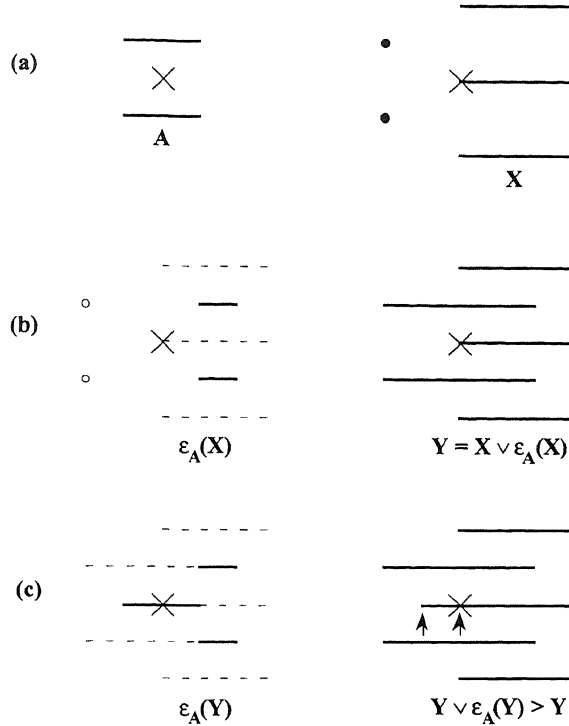 (a)
A
X
(b)
ε_A(X)
Y = X ∨ ε_A(X)
(c)
ε_A(Y)
Y ∨ ε_A(Y) > Y